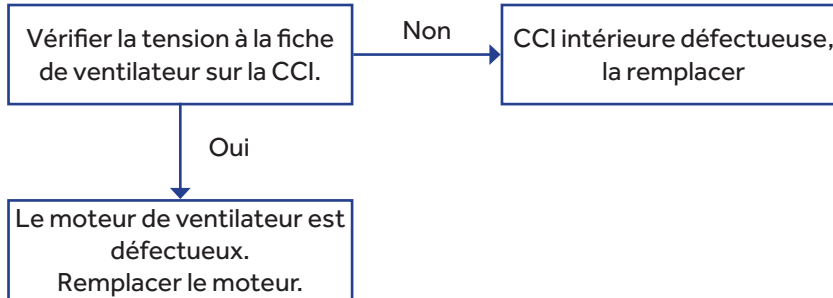 Vérifier la tension à la fiche
de ventilateur sur la CCI.
Non
CCI intérieure défectueuse,
la remplacer
Oui
Le moteur de ventilateur est
défectueux.
Remplacer le moteur.